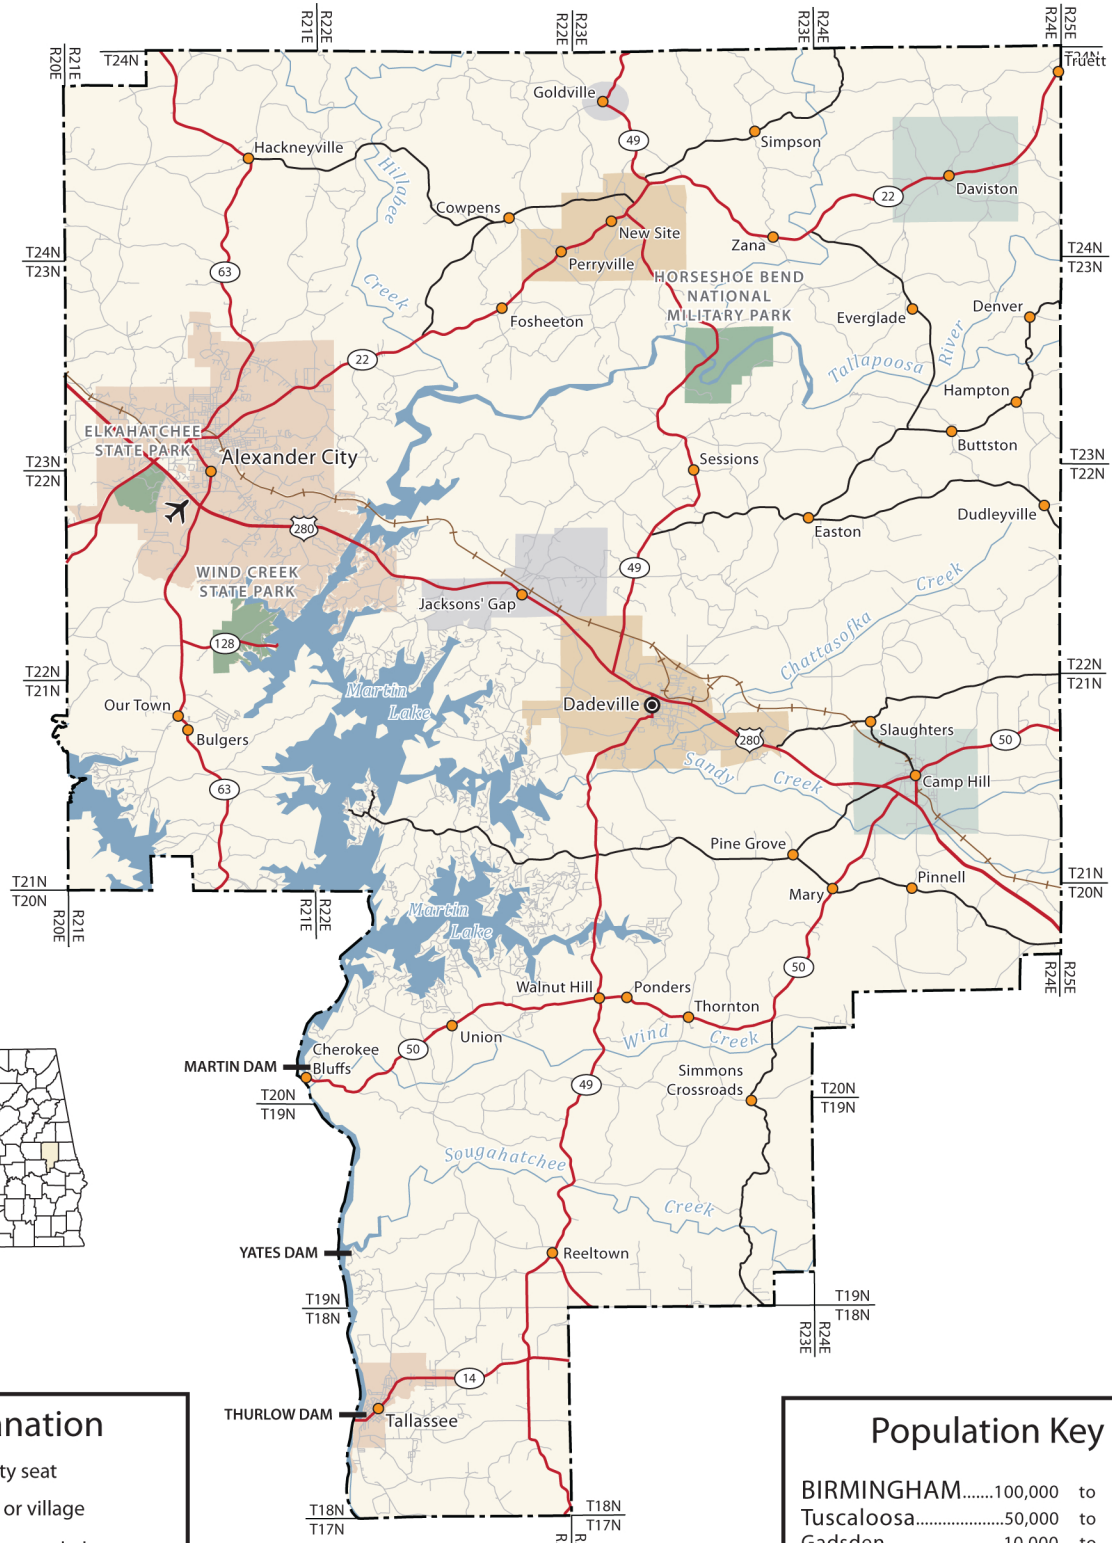 R21E
R22E
R22E
R23E
R23E
R24E
R24E
R25E
R20E
R21E
T24N
T24N
Truett
Goldville
49
Simpson
Hackneyville
Hillabee
Creek
Daviston
22
Cowpens
New Site
Zana
Perryville
T24N
T23N
T24N
T23N
63
HORSESHOE BEND
NATIONAL
MILITARY PARK
Fosheeton
Everglade
Denver
22
Tallapoosa
River
Hampton
ELKAHATCHEE
STATE PARK
Alexander City
Buttston
T23N
T22N
Sessions
T23N
T22N
280
Easton
Dudleyville
WIND CREEK
STATE PARK
49
Jacksons' Gap
Chattasofka
Creek
128
T22N
T21N
T22N
T21N
Martin
Lake
Our Town
Dadeville
Bulgers
280
Slaughters
50
Sandy
Creek
Camp Hill
63
Pine Grove
Mary
Pinnell
T21N
T20N
T21N
T20N
R20E
R21E
R21E
R22E
Martin
Lake
50
R24E
R25E
Walnut Hill
Ponders
Thornton
Union
Wind
Creek
50
Cherokee
Bluffs
MARTIN DAM
Simmons
Crossroads
49
T20N
T19N
T20N
T19N
Sougahatchee
Creek
YATES DAM
Reeltown
T19N
T18N
T19N
T18N
R23E
R24E
14
THURLOW DAM
Tallassee
T18N
T17N
T18N
T17N
nation
ty seat
or village
Population Key
BIRMINGHAM.......100,000 to
Tuscaloosa....................50,000 to
Gadsden 10,000 to